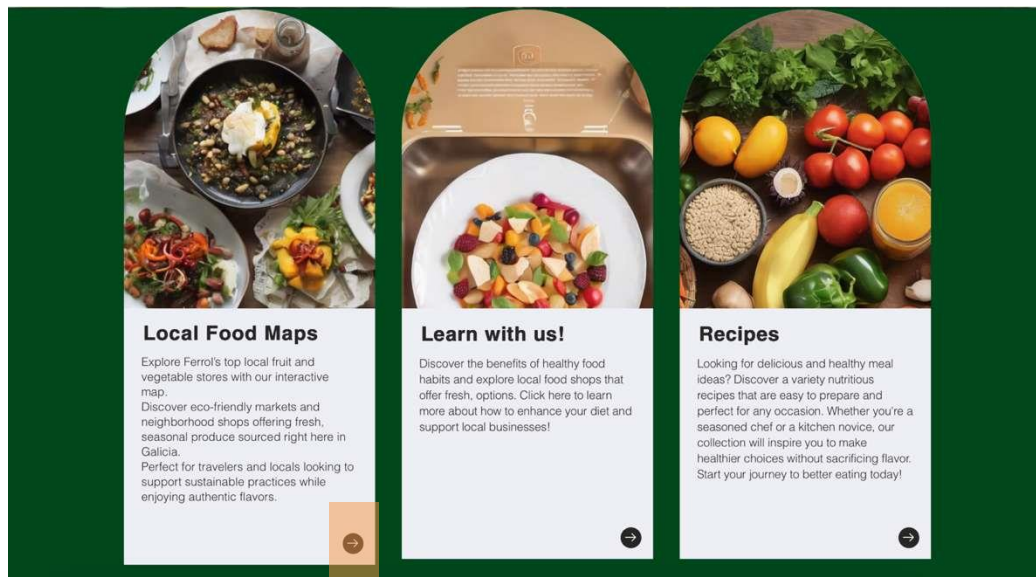 Local Food Maps
Explore Ferrol's top local fruit and
vegetable stores with our interactive
map.
Discover eco-friendly markets and
neighborhood shops offering fresh,
seasonal produce sourced right here in
Galicia.
Perfect for travelers and locals looking to
support sustainable practices while
enjoying authentic flavors.
Learn with us!
Discover the benefits of healthy food
habits and explore local food shops that
offer fresh, options. Click here to learn
more about how to enhance your diet and
support local businesses!
Recipes
Looking for delicious and healthy meal
ideas? Discover a variety nutritious
recipes that are easy to prepare and
perfect for any occasion. Whether you're a
seasoned chef or a kitchen novice, our
collection will inspire you to make
healthier choices without sacrificing flavor.
Start your journey to better eating today!